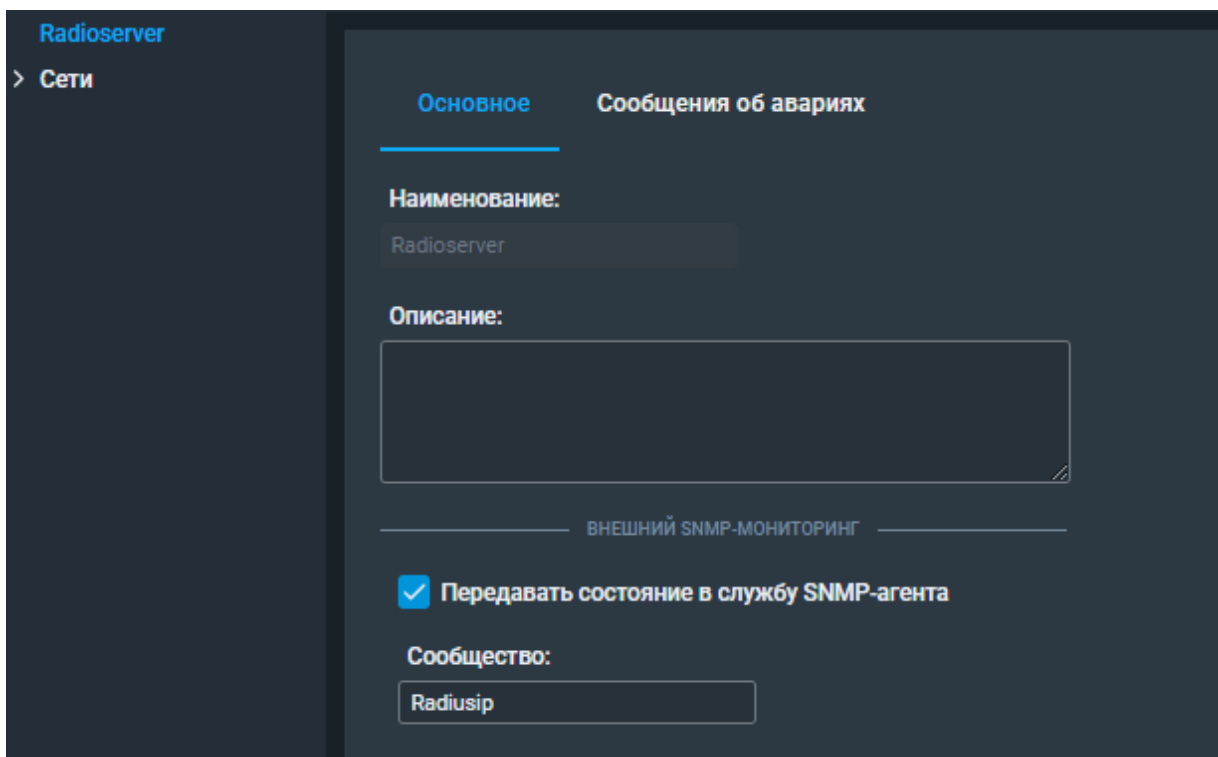 Radioserver
Сети
Основное
Сообщения об авариях
Наименование:
Radioserver
Описание:
ВНЕШНИЙ SNMP-МОНИТОРИНГ
Передавать состояние в службу SNMP-агента
Сообщество:
Radiusip